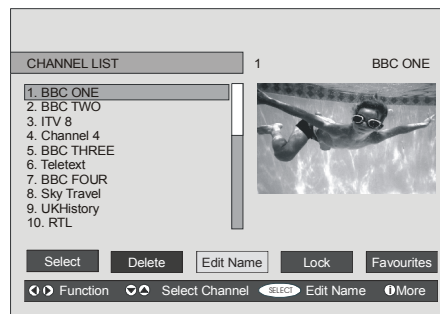 CHANNEL LIST
1 BBC ONE
1. BBC ONE
2. BBC TWO
3. ITV 8
4. Channel 4
5. BBC THREE
6. Teletext
7. BBC FOUR
8. Sky Travel
9. UKHistory
10. RTL
Select Delete Edit Name Lock Favourites
Function Select Channel SELECT Edit Name i More